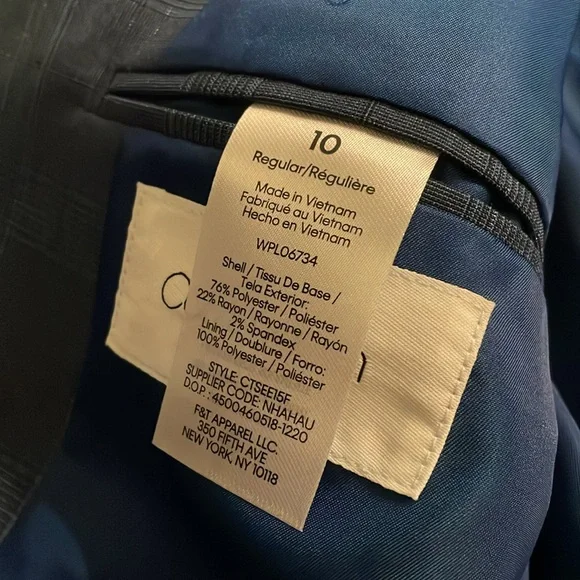 10
Regular/Régulière
Made in Vietnam
Fabriqué au Vietnam
Hecho en Vietnam
WPL06734
Shell / Tissu De Base /
Tela Exterior:
76% Polyester / Poliéster
22% Rayon / Rayonne / Rayón
2% Spandex
Lining / Doublure / Forro:
100% Polyester / Poliéster
STYLE: CTSEE15F
SUPPLIER CODE: NHAHAU
D.O.P. : 4500460518-1220
F&T APPAREL LLC.
350 FIFTH AVE
NEW YORK, NY 10118